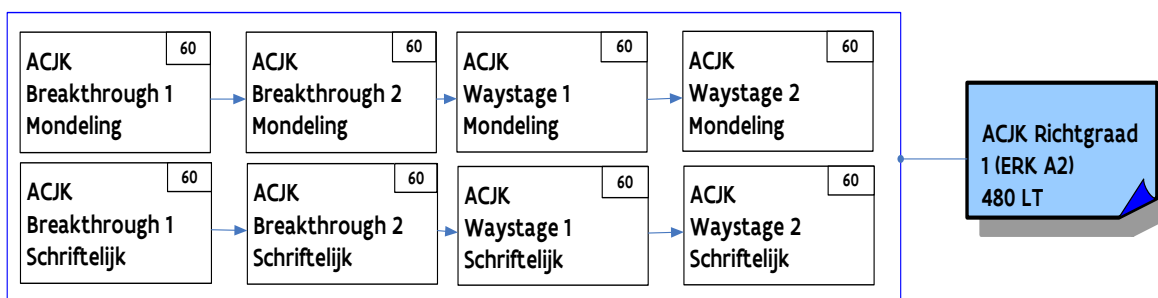 60
ACJK
Breakthrough 1
Mondeling
60
ACJK
Breakthrough 2
Mondeling
60
ACJK
Waystage 1
Mondeling
60
ACJK
Waystage 2
Mondeling
60
ACJK
Breakthrough 1
Schriftelijk
60
ACJK
Breakthrough 2
Schriftelijk
60
ACJK
Waystage 1
Schriftelijk
60
ACJK
Waystage 2
Schriftelijk
ACJK Richtgraad
1 (ERK A2)
480 LT